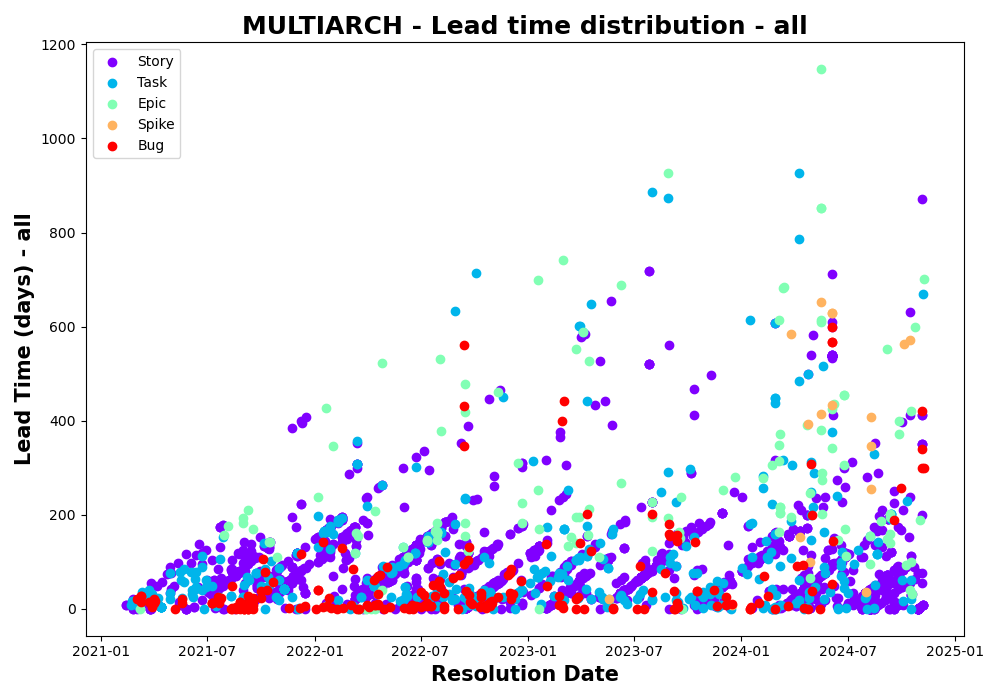 MULTIARCH - Lead time distribution - all
Story
Task
Epic
Spike
Bug
Lead Time (days) - all
1200
1000
800
600
400
200
0
2021-01 2021-07 2022-01 2022-07 2023-01 2023-07 2024-01 2024-07 2025-01
Resolution Date